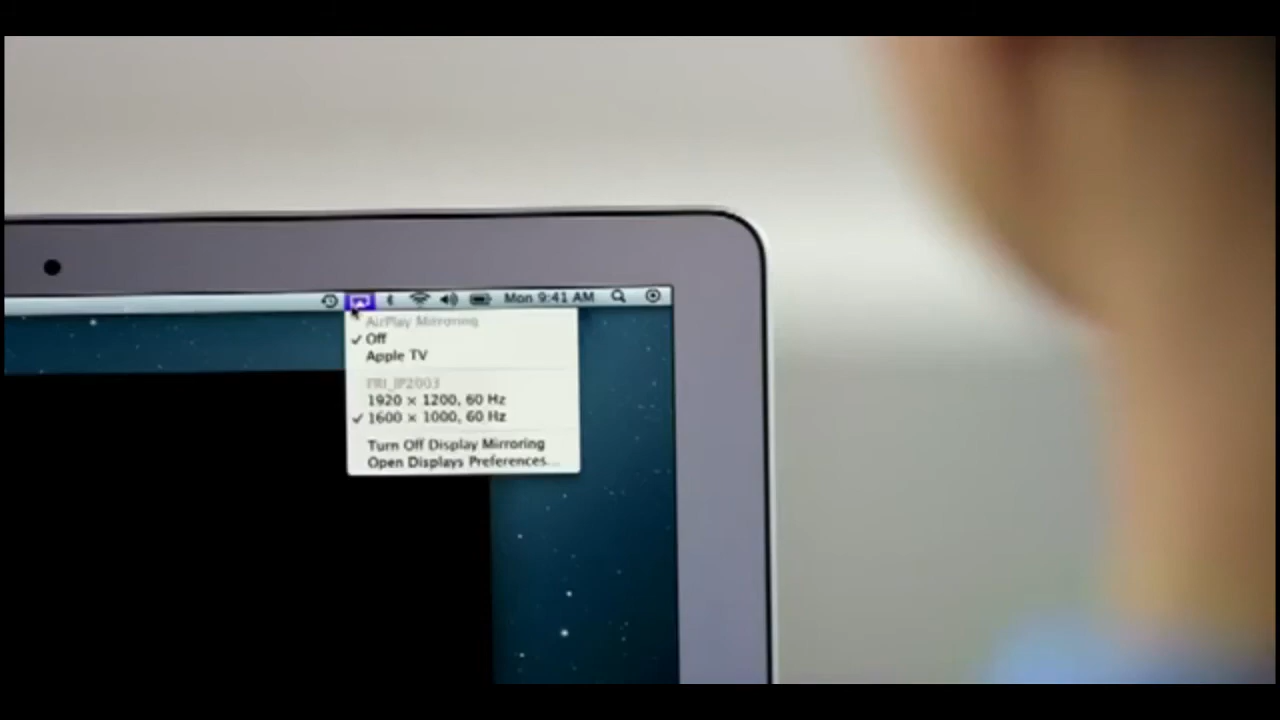 Mon 9:41 AM
AirPlay Mirroring
Off
Apple TV
FRI_IP2003
1920 × 1200, 60 Hz
1600 × 1000, 60 Hz
Turn Off Display Mirroring
Open Displays Preferences...